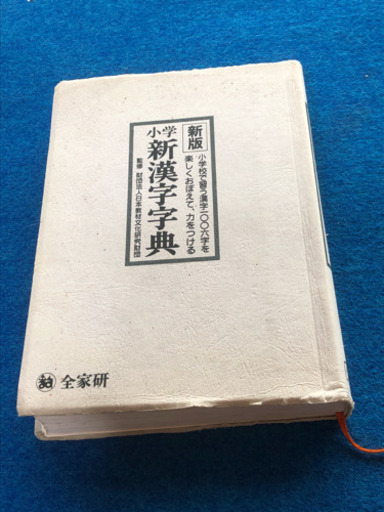 新版
小学校で習う漢字一〇〇六字を
楽しくおぼえて、力をつける
小学
新漢字字典
監修 財団法人日本教材文化研究財団
全家研